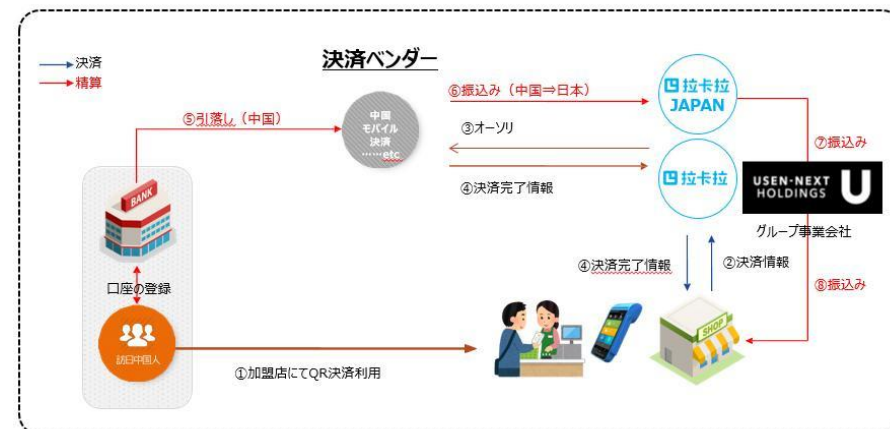 決済
精算
決済ベンダー
⑤引落し（中国）
中国
モバイル
決済
……etc
⑥振込み（中国⇒日本）
拉卡拉
JAPAN
③オーソリ
④決済完了情報
拉卡拉
⑦振込み
USEN-NEXT
HOLDINGS
U
グループ事業会社
BANK
口座の登録
訪日中国人
④決済完了情報
②決済情報
⑧振込み
SHOP
①加盟店にてQR決済利用